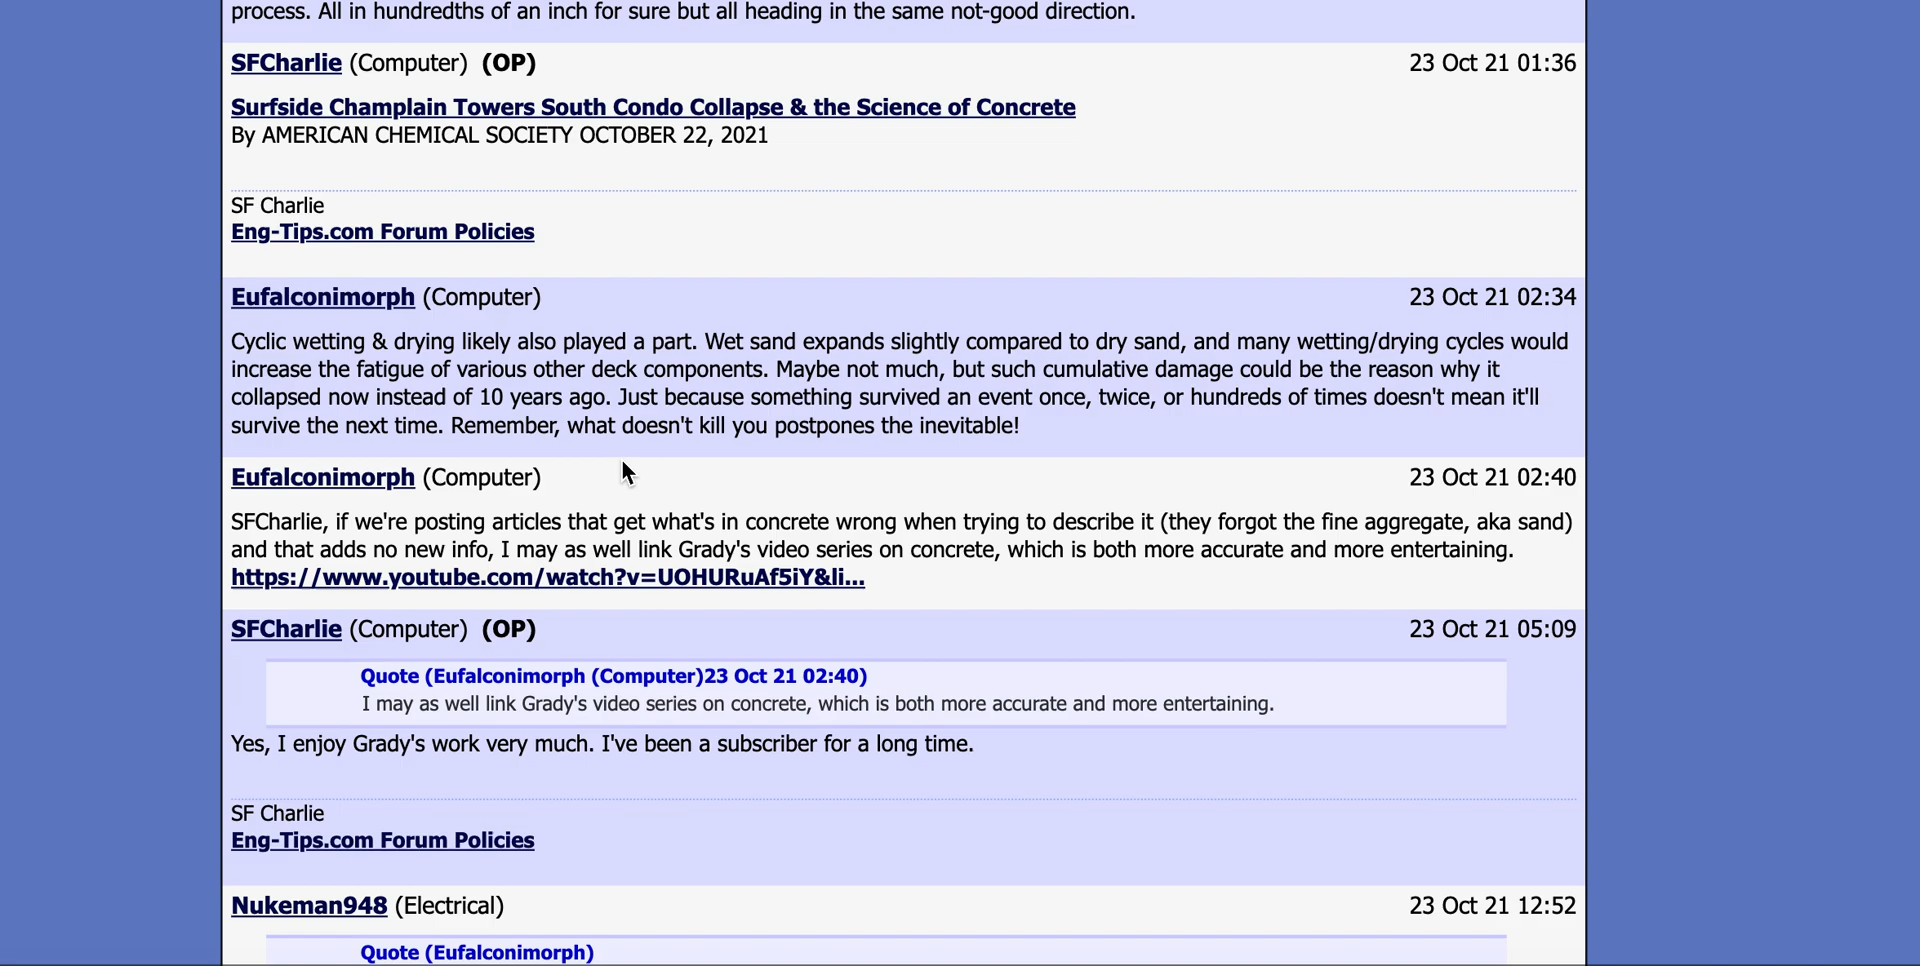 process. All in hundredths of an inch for sure but all heading in the same not-good direction.
SFCharlie (Computer) (OP) 23 Oct 21 01:36
Surfside Champlain Towers South Condo Collapse & the Science of Concrete
By AMERICAN CHEMICAL SOCIETY OCTOBER 22, 2021
SF Charlie
Eng-Tips.com Forum Policies
Eufalconimorph (Computer) 23 Oct 21 02:34
Cyclic wetting & drying likely also played a part. Wet sand expands slightly compared to dry sand, and many wetting/drying cycles would
increase the fatigue of various other deck components. Maybe not much, but such cumulative damage could be the reason why it
collapsed now instead of 10 years ago. Just because something survived an event once, twice, or hundreds of times doesn't mean it'll
survive the next time. Remember, what doesn't kill you postpones the inevitable!
Eufalconimorph (Computer) 23 Oct 21 02:40
SFCharlie, if we're posting articles that get what's in concrete wrong when trying to describe it (they forgot the fine aggregate, aka sand)
and that adds no new info, I may as well link Grady's video series on concrete, which is both more accurate and more entertaining.
https://www.youtube.com/watch?v=UOHURuAf5iY&li...
SFCharlie (Computer) (OP) 23 Oct 21 05:09
Quote (Eufalconimorph (Computer)23 Oct 21 02:40)
I may as well link Grady's video series on concrete, which is both more accurate and more entertaining.
Yes, I enjoy Grady's work very much. I've been a subscriber for a long time.
SF Charlie
Eng-Tips.com Forum Policies
Nukeman948 (Electrical) 23 Oct 21 12:52
Quote (Eufalconimorph)